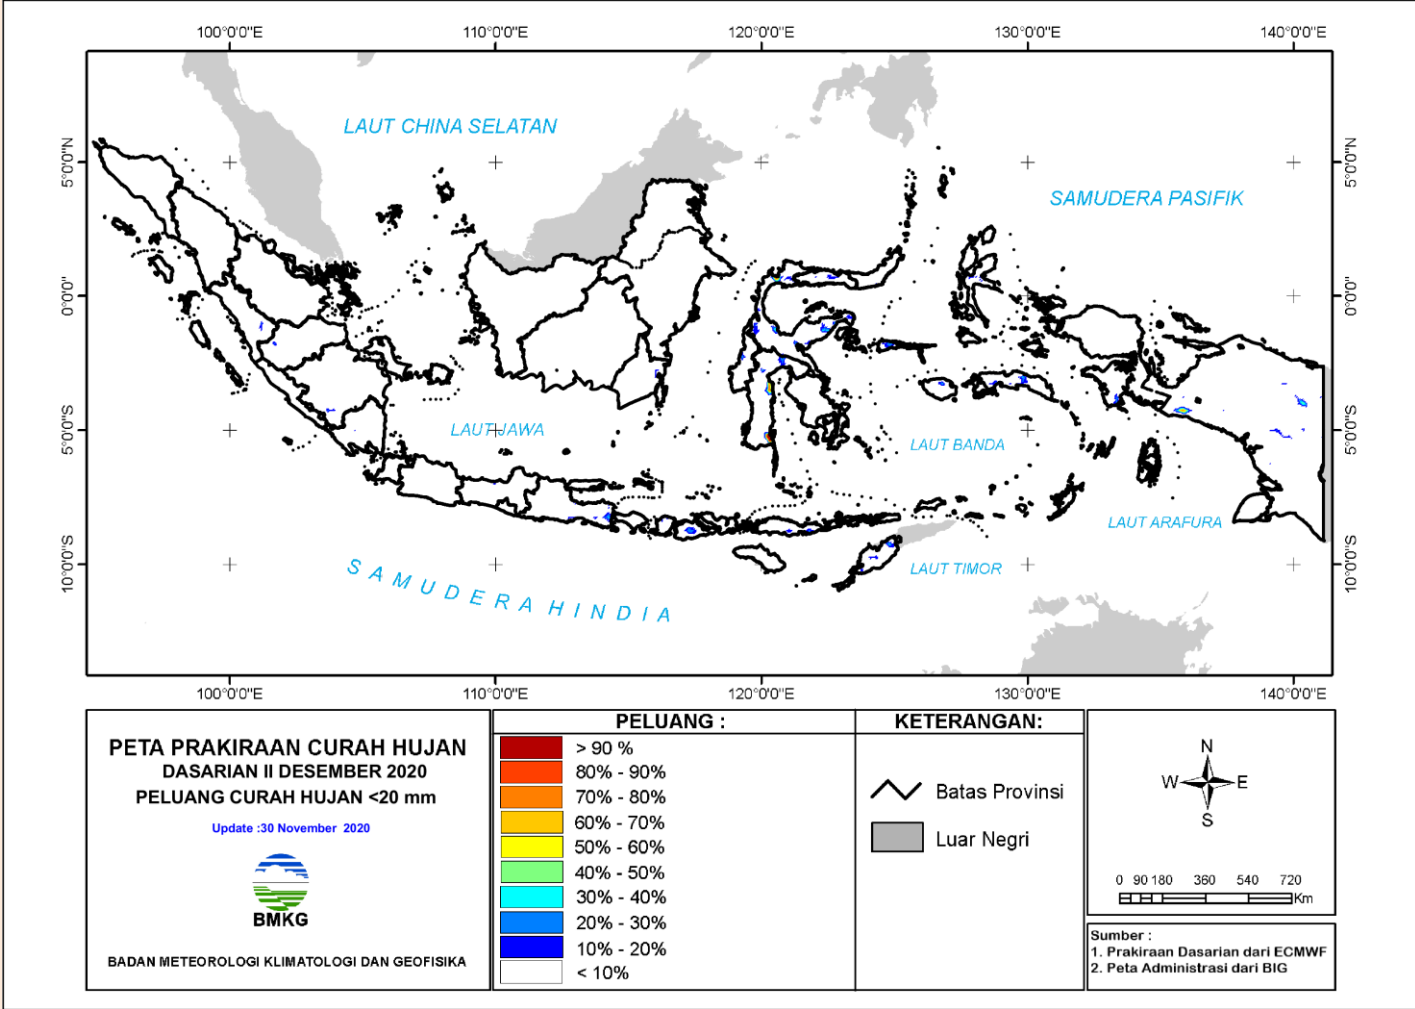 100°0'0"E 110°0'0"E 120°0'0"E 130°0'0"E 140°0'0"E
5°0'0"N 5°0'0"N
0°0'0" 0°0'0"
5°0'0"S 5°0'0"S
10°0'0"S 10°0'0"S
LAUT CHINA SELATAN
SAMUDERA PASIFIK
LAUT JAWA
LAUT BANDA
LAUT ARAFURA
LAUT TIMOR
SAMUDERA HINDIA
100°0'0"E 110°0'0"E 120°0'0"E 130°0'0"E 140°0'0"E
PETA PRAKIRAAN CURAH HUJAN
DASARIAN II DESEMBER 2020
PELUANG CURAH HUJAN <20 mm
Update :30 November 2020
BMKG
BADAN METEOROLOGI KLIMATOLOGI DAN GEOFISIKA
PELUANG :
> 90 %
80% - 90%
70% - 80%
60% - 70%
50% - 60%
40% - 50%
30% - 40%
20% - 30%
10% - 20%
< 10%
KETERANGAN:
Batas Provinsi
Luar Negri
N
W E
S
0 90 180 360 540 720
Km
Sumber :
1. Prakiraan Dasarian dari ECMWF
2. Peta Administrasi dari BIG